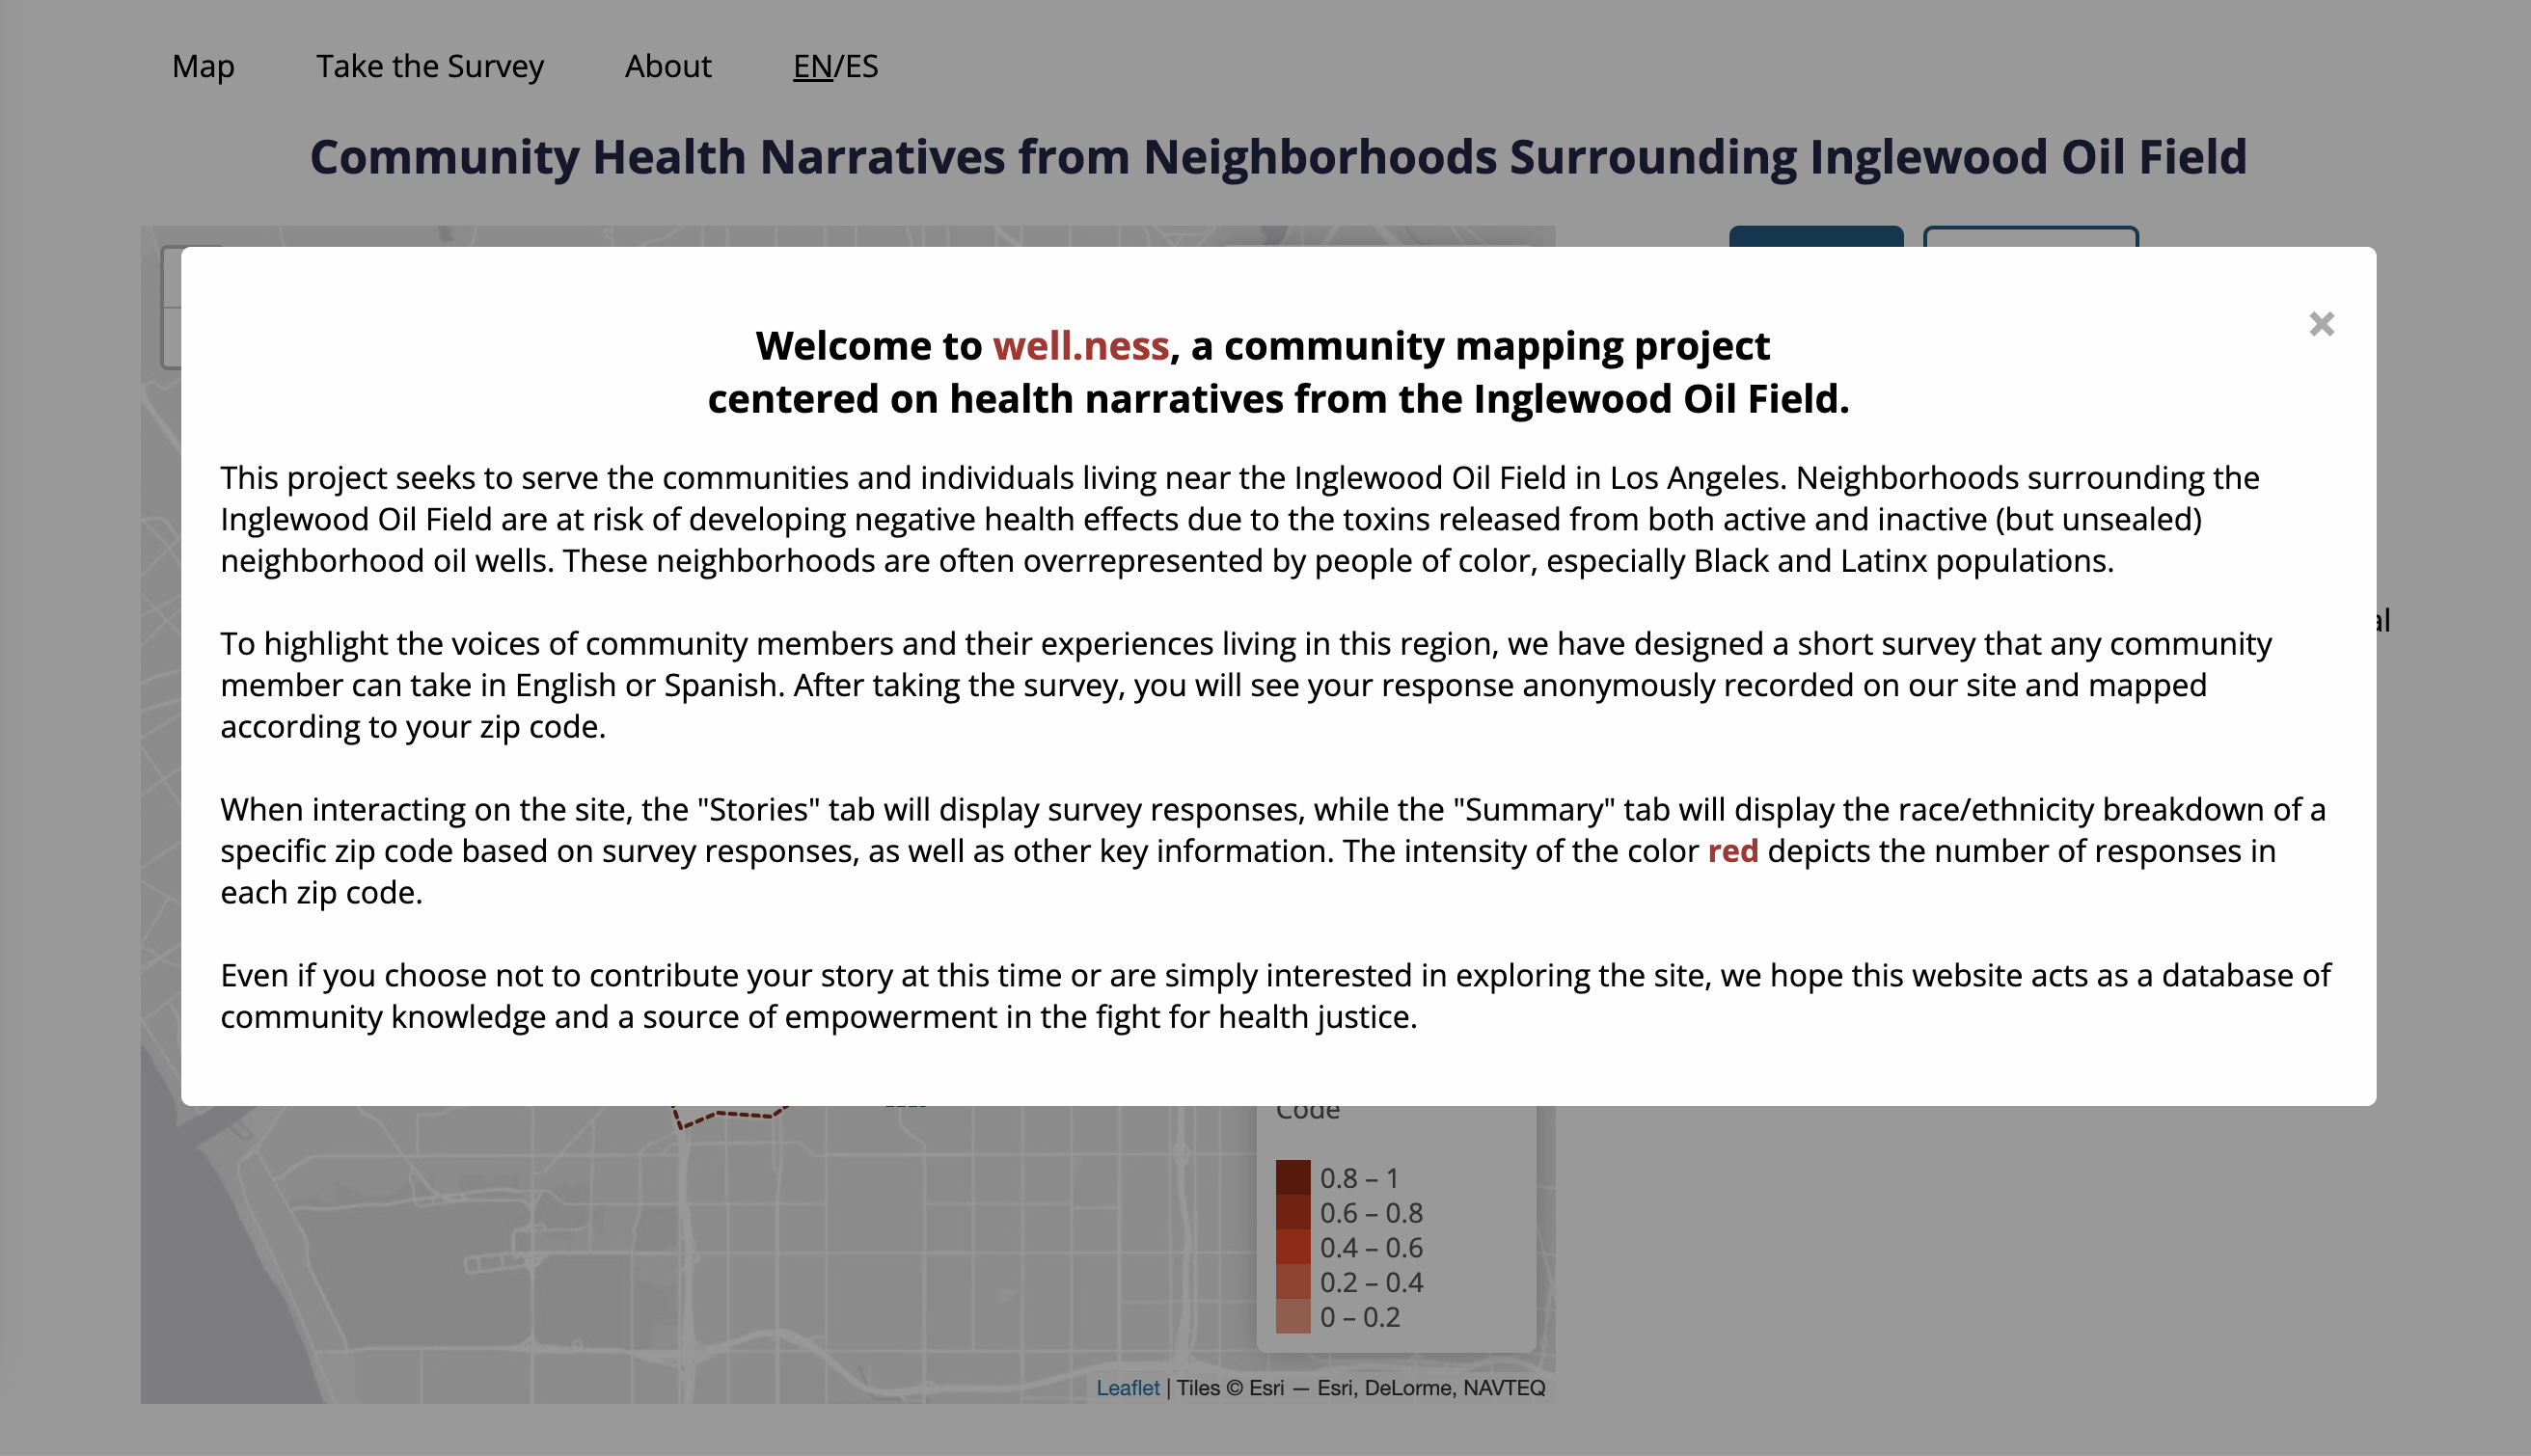 Map Take the Survey About EN/ES
Community Health Narratives from Neighborhoods Surrounding Inglewood Oil Field
×
Welcome to well.ness, a community mapping project
centered on health narratives from the Inglewood Oil Field.
This project seeks to serve the communities and individuals living near the Inglewood Oil Field in Los Angeles. Neighborhoods surrounding the
Inglewood Oil Field are at risk of developing negative health effects due to the toxins released from both active and inactive (but unsealed)
neighborhood oil wells. These neighborhoods are often overrepresented by people of color, especially Black and Latinx populations.
To highlight the voices of community members and their experiences living in this region, we have designed a short survey that any community
member can take in English or Spanish. After taking the survey, you will see your response anonymously recorded on our site and mapped
according to your zip code.
When interacting on the site, the "Stories" tab will display survey responses, while the "Summary" tab will display the race/ethnicity breakdown of a
specific zip code based on survey responses, as well as other key information. The intensity of the color red depicts the number of responses in
each zip code.
Even if you choose not to contribute your story at this time or are simply interested in exploring the site, we hope this website acts as a database of
community knowledge and a source of empowerment in the fight for health justice.
Code
0.8 – 1
0.6 – 0.8
0.4 – 0.6
0.2 – 0.4
0 – 0.2
Leaflet | Tiles © Esri — Esri, DeLorme, NAVTEQ